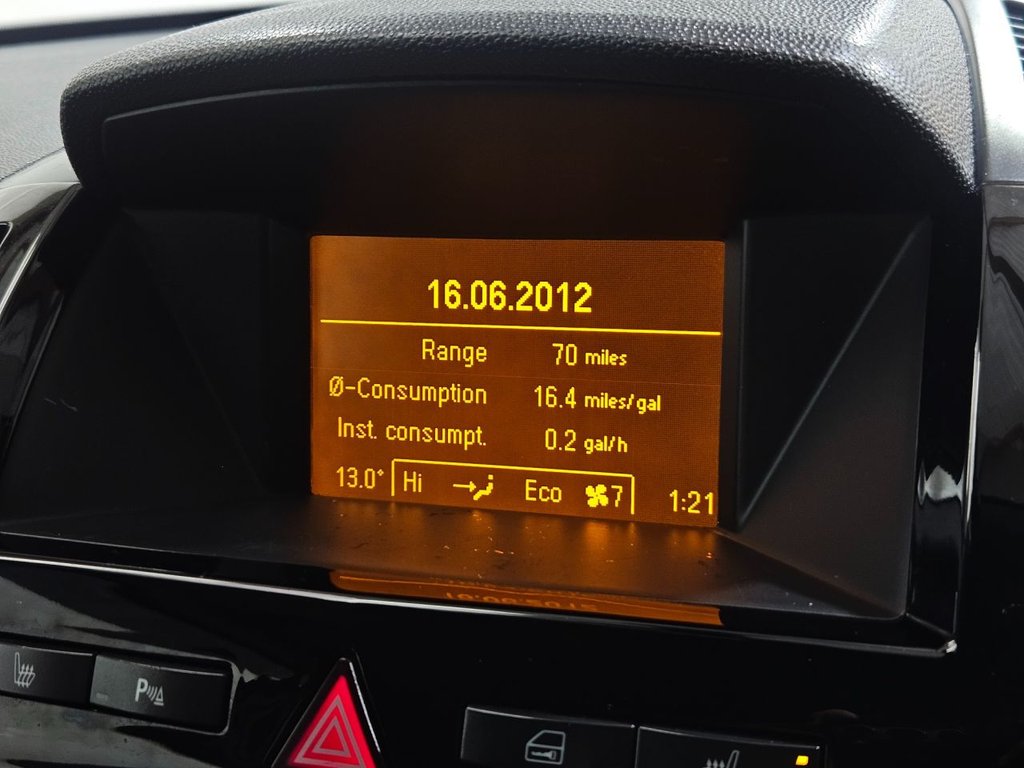 16.06.2012
Range 70 miles
Ø-Consumption 16.4 miles/gal
Inst. consumpt. 0.2 gal/h
13.0° Hi Eco 7 1:21
P